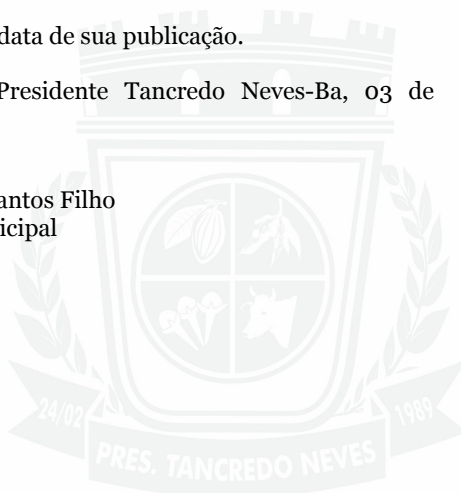 data de sua publicação.
Presidente Tancredo Neves-Ba, 03 de
antos Filho
icipal
24/02
1989
PRES. TANCREDO NEVES